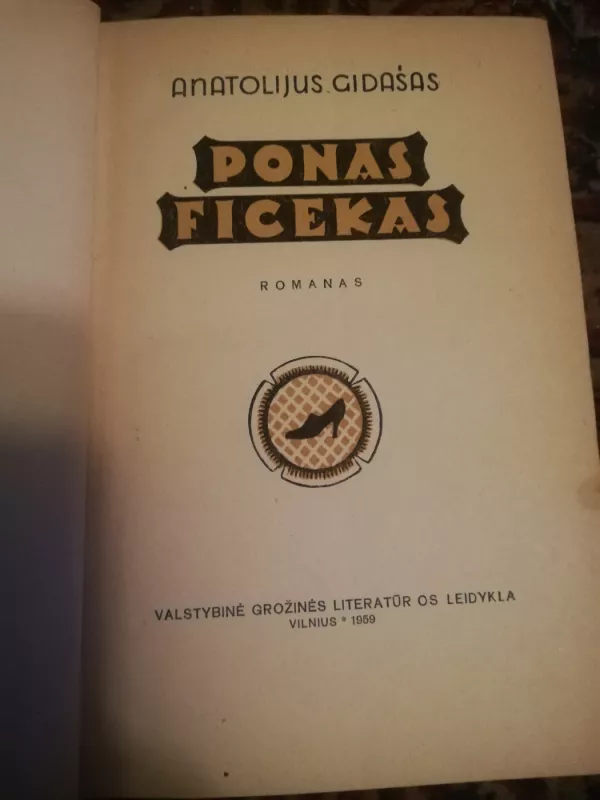 ANATOLIJUS GIDAŠAS
PONAS
FICEKAS
ROMANAS
VALSTYBINĖ GROŽINĖS LITERATŪR OS LEIDYKLA
VILNIUS * 1959